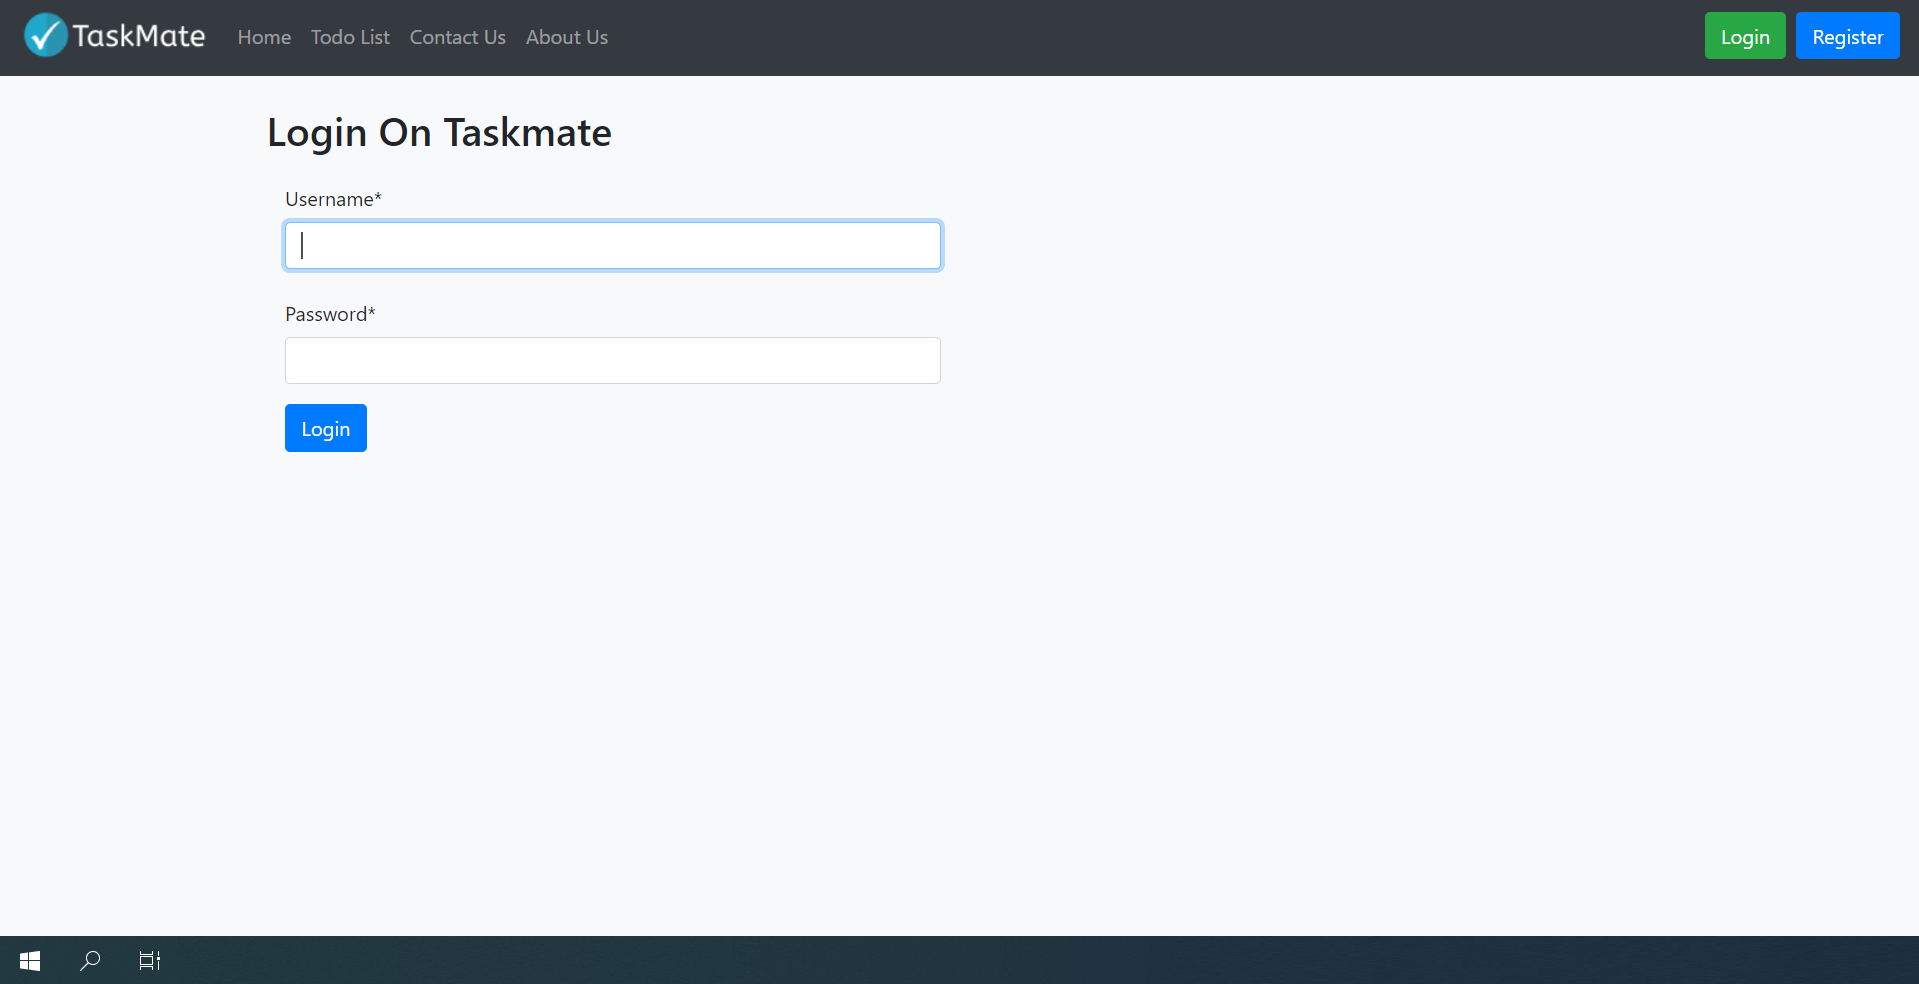 TaskMate Home Todo List Contact Us About Us Login Register
Login On Taskmate
Username*
Password*
Login